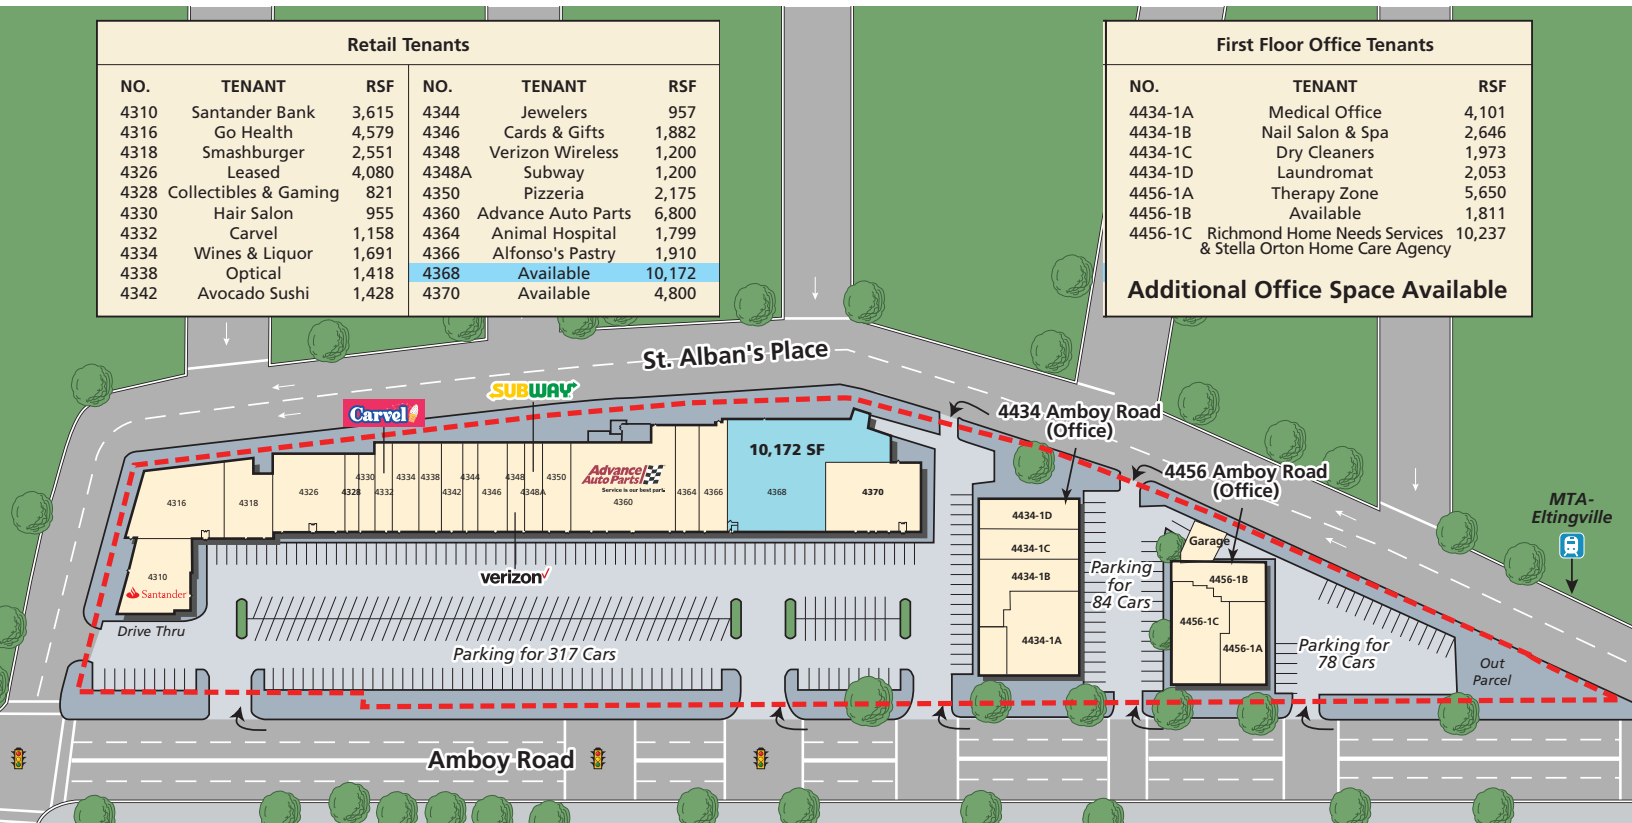 Retail Tenants
NO. TENANT RSF NO. TENANT RSF
4310 Santander Bank 3,615 4344 Jewelers 957
4316 Go Health 4,579 4346 Cards & Gifts 1,882
4318 Smashburger 2,551 4348 Verizon Wireless 1,200
4326 Leased 4,080 4348A Subway 1,200
4328 Collectibles & Gaming 821 4350 Pizzeria 2,175
4330 Hair Salon 955 4360 Advance Auto Parts 6,800
4332 Carvel 1,158 4364 Animal Hospital 1,799
4334 Wines & Liquor 1,691 4366 Alfonso's Pastry 1,910
4338 Optical 1,418 4368 Available 10,172
4342 Avocado Sushi 1,428 4370 Available 4,800
First Floor Office Tenants
NO. TENANT RSF
4434-1A Medical Office 4,101
4434-1B Nail Salon & Spa 2,646
4434-1C Dry Cleaners 1,973
4434-1D Laundromat 2,053
4456-1A Therapy Zone 5,650
4456-1B Available 1,811
4456-1C Richmond Home Needs Services 10,237
& Stella Orton Home Care Agency
Additional Office Space Available
St. Alban's Place
SUBWAY
Carvel
4434 Amboy Road
(Office)
4456 Amboy Road
(Office)
MTA-
Eltingville
10,172 SF
Advance
Auto Parts
Service is our best part.
4316
4318
4326
4328
4330
4332
4334
4338
4342
4344
4346
4348
4348A
4350
4360
4364
4366
4368
4370
4310
Santander
verizon
Drive Thru
Parking for 317 Cars
4434-1D
4434-1C
4434-1B
4434-1A
Parking
for
84 Cars
Garage
4456-1B
4456-1C
4456-1A
Parking for
78 Cars
Out
Parcel
Amboy Road